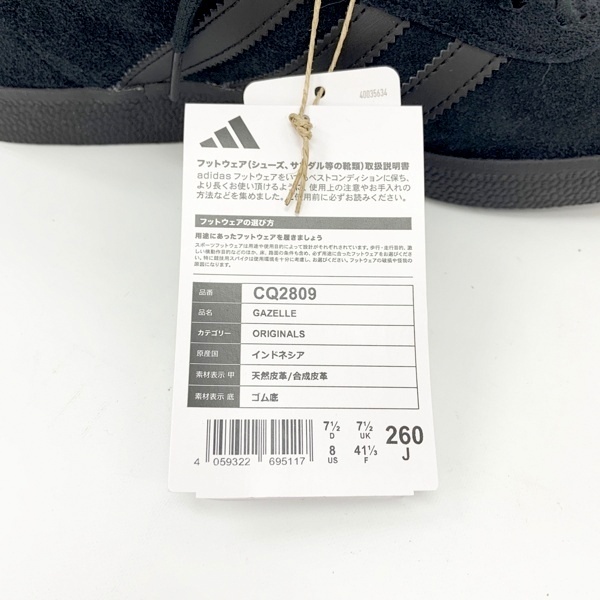 40035634
フットウェア(シューズ、サンダル等の靴類)取扱説明書
adidas フットウェアをいつもベストコンディションに保ち、
より長くお使い頂けるように、使用上の注意やお手入れの
方法などを集めました。ご使用前に必ずお読みください。
フットウェアの選び方
用途にあったフットウェアを履きましょう
品番 CQ2809
品名 GAZELLE
カテゴリー ORIGINALS
原産国 インドネシア
素材表示 甲 天然皮革/合成皮革
素材表示 底 ゴム底
7½ 7½ 260
D UK J
8 41⅓
US F
4 059322 695117